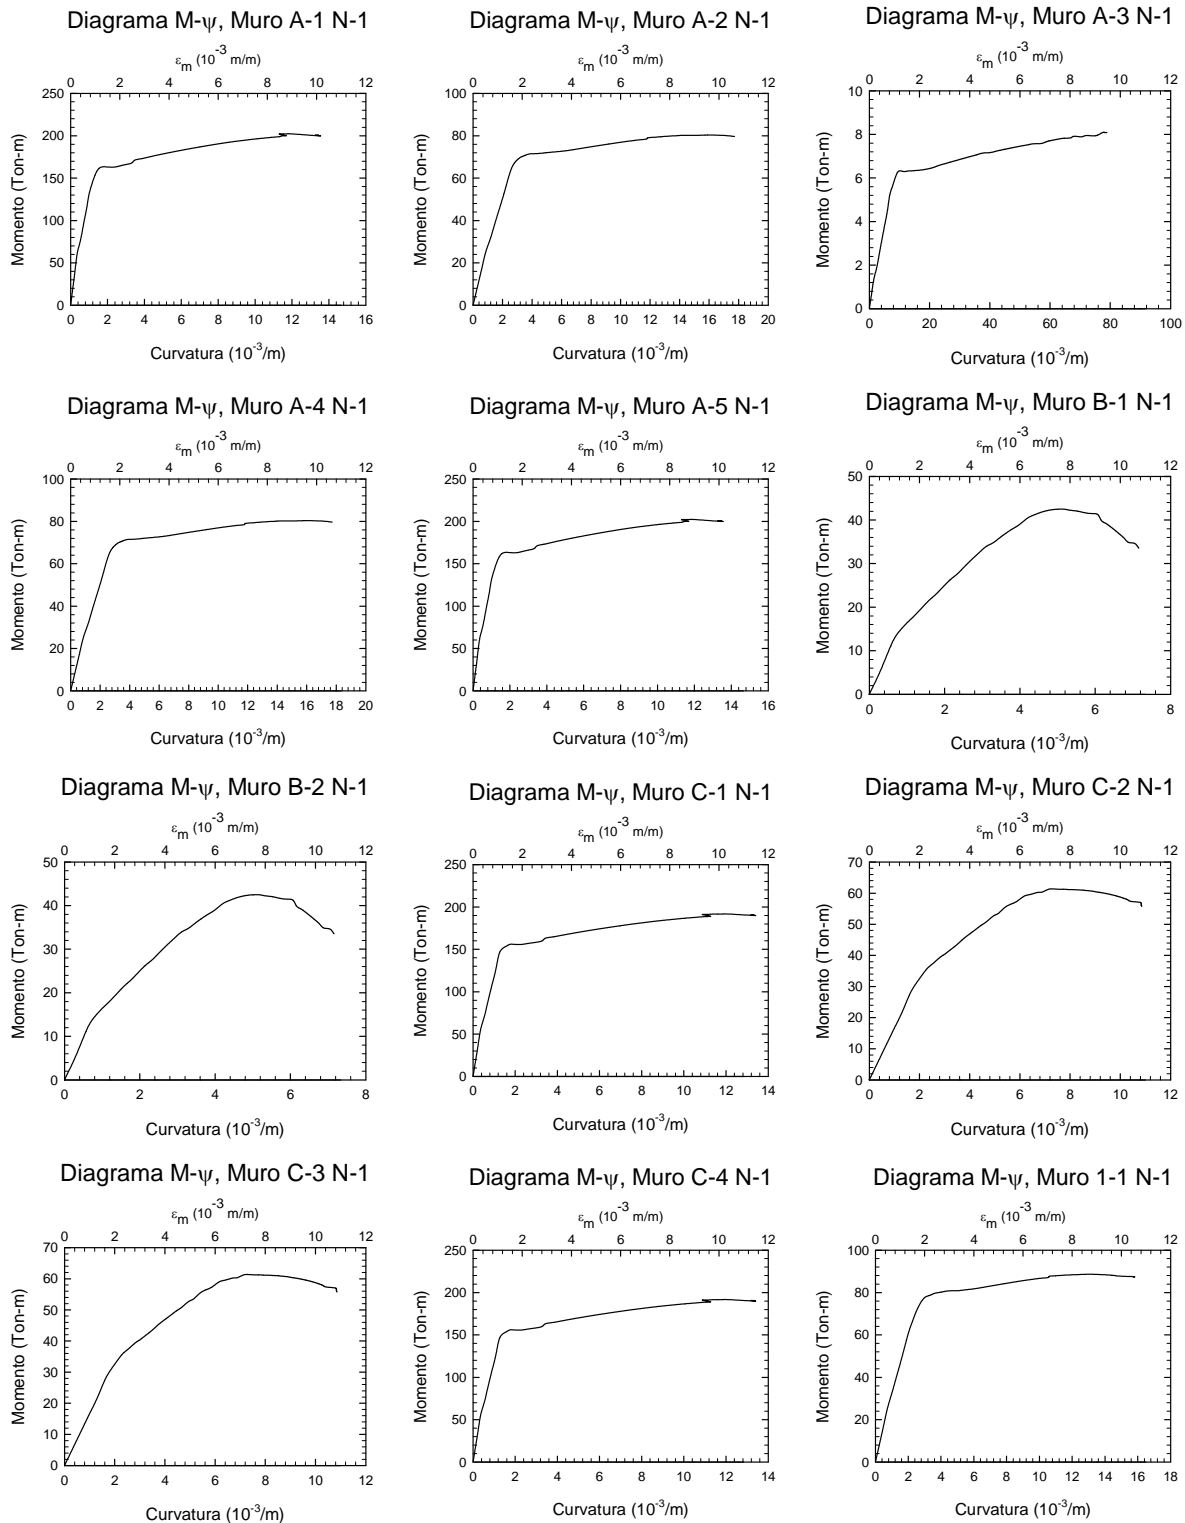 Diagrama M-ψ, Muro A-1 N-1
εm (10-3 m/m)
0 2 4 6 8 10 12
250
200
150
100
50
0
Momento (Ton-m)
0 2 4 6 8 10 12 14 16
Curvatura (10-3/m)
Diagrama M-ψ, Muro A-2 N-1
εm (10-3 m/m)
0 2 4 6 8 10 12
100
80
60
40
20
0
Momento (Ton-m)
0 2 4 6 8 10 12 14 16 18 20
Curvatura (10-3/m)
Diagrama M-ψ, Muro A-3 N-1
εm (10-3 m/m)
0 2 4 6 8 10 12
10
8
6
4
2
0
Momento (Ton-m)
0 20 40 60 80 100
Curvatura (10-3/m)
Diagrama M-ψ, Muro A-4 N-1
εm (10-3 m/m)
0 2 4 6 8 10 12
100
80
60
40
20
0
Momento (Ton-m)
0 2 4 6 8 10 12 14 16 18 20
Curvatura (10-3/m)
Diagrama M-ψ, Muro A-5 N-1
εm (10-3 m/m)
0 2 4 6 8 10 12
250
200
150
100
50
0
Momento (Ton-m)
0 2 4 6 8 10 12 14 16
Curvatura (10-3/m)
Diagrama M-ψ, Muro B-1 N-1
εm (10-3 m/m)
0 2 4 6 8 10 12
50
40
30
20
10
0
Momento (Ton-m)
0 2 4 6 8
Curvatura (10-3/m)
Diagrama M-ψ, Muro B-2 N-1
εm (10-3 m/m)
0 2 4 6 8 10 12
50
40
30
20
10
0
Momento (Ton-m)
0 2 4 6 8
Curvatura (10-3/m)
Diagrama M-ψ, Muro C-1 N-1
εm (10-3 m/m)
0 2 4 6 8 10 12
250
200
150
100
50
0
Momento (Ton-m)
0 2 4 6 8 10 12 14
Curvatura (10-3/m)
Diagrama M-ψ, Muro C-2 N-1
εm (10-3 m/m)
0 2 4 6 8 10 12
70
60
50
40
30
20
10
0
Momento (Ton-m)
0 2 4 6 8 10 12
Curvatura (10-3/m)
Diagrama M-ψ, Muro C-3 N-1
εm (10-3 m/m)
0 2 4 6 8 10 12
70
60
50
40
30
20
10
0
Momento (Ton-m)
0 2 4 6 8 10 12
Curvatura (10-3/m)
Diagrama M-ψ, Muro C-4 N-1
εm (10-3 m/m)
0 2 4 6 8 10 12
250
200
150
100
50
0
Momento (Ton-m)
0 2 4 6 8 10 12 14
Curvatura (10-3/m)
Diagrama M-ψ, Muro 1-1 N-1
εm (10-3 m/m)
0 2 4 6 8 10 12
100
80
60
40
20
0
Momento (Ton-m)
0 2 4 6 8 10 12 14 16 18
Curvatura (10-3/m)